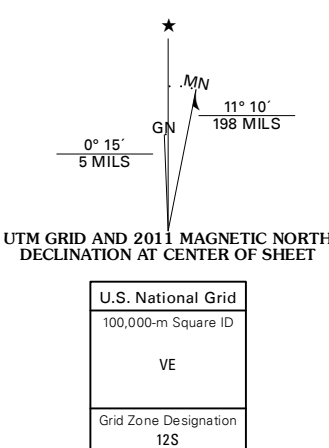 ★
MN
11° 10´
198 MILS
GN
0° 15´
5 MILS
UTM GRID AND 2011 MAGNETIC NORTH
DECLINATION AT CENTER OF SHEET
U.S. National Grid
100,000-m Square ID
VE
Grid Zone Designation
12S